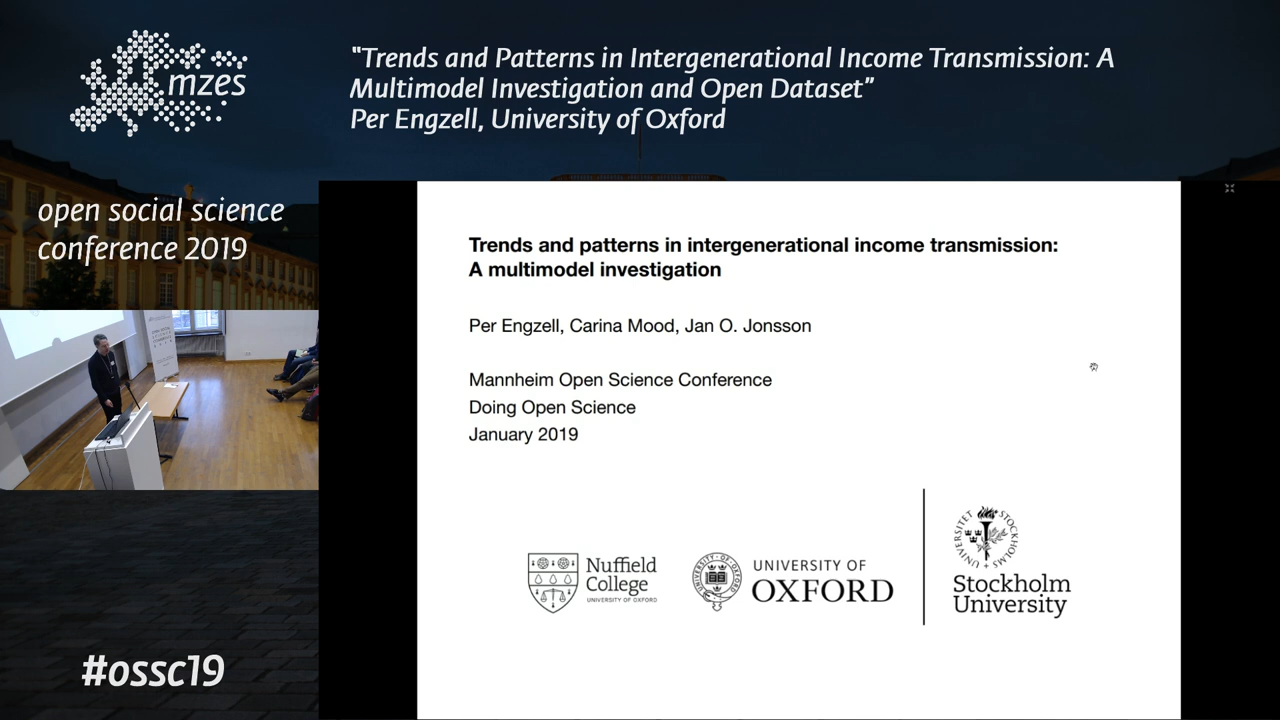 mzes
"Trends and Patterns in Intergenerational Income Transmission: A
Multimodel Investigation and Open Dataset”
Per Engzell, University of Oxford
open social science
conference 2019
Trends and patterns in intergenerational income transmission:
A multimodel investigation
Per Engzell, Carina Mood, Jan O. Jonsson
Mannheim Open Science Conference
Doing Open Science
January 2019
Nuffield
College
UNIVERSITY OF OXFORD
UNIVERSITY OF
OXFORD
STOCKHOLMS UNIVERSITET
Stockholm
University
#ossc19